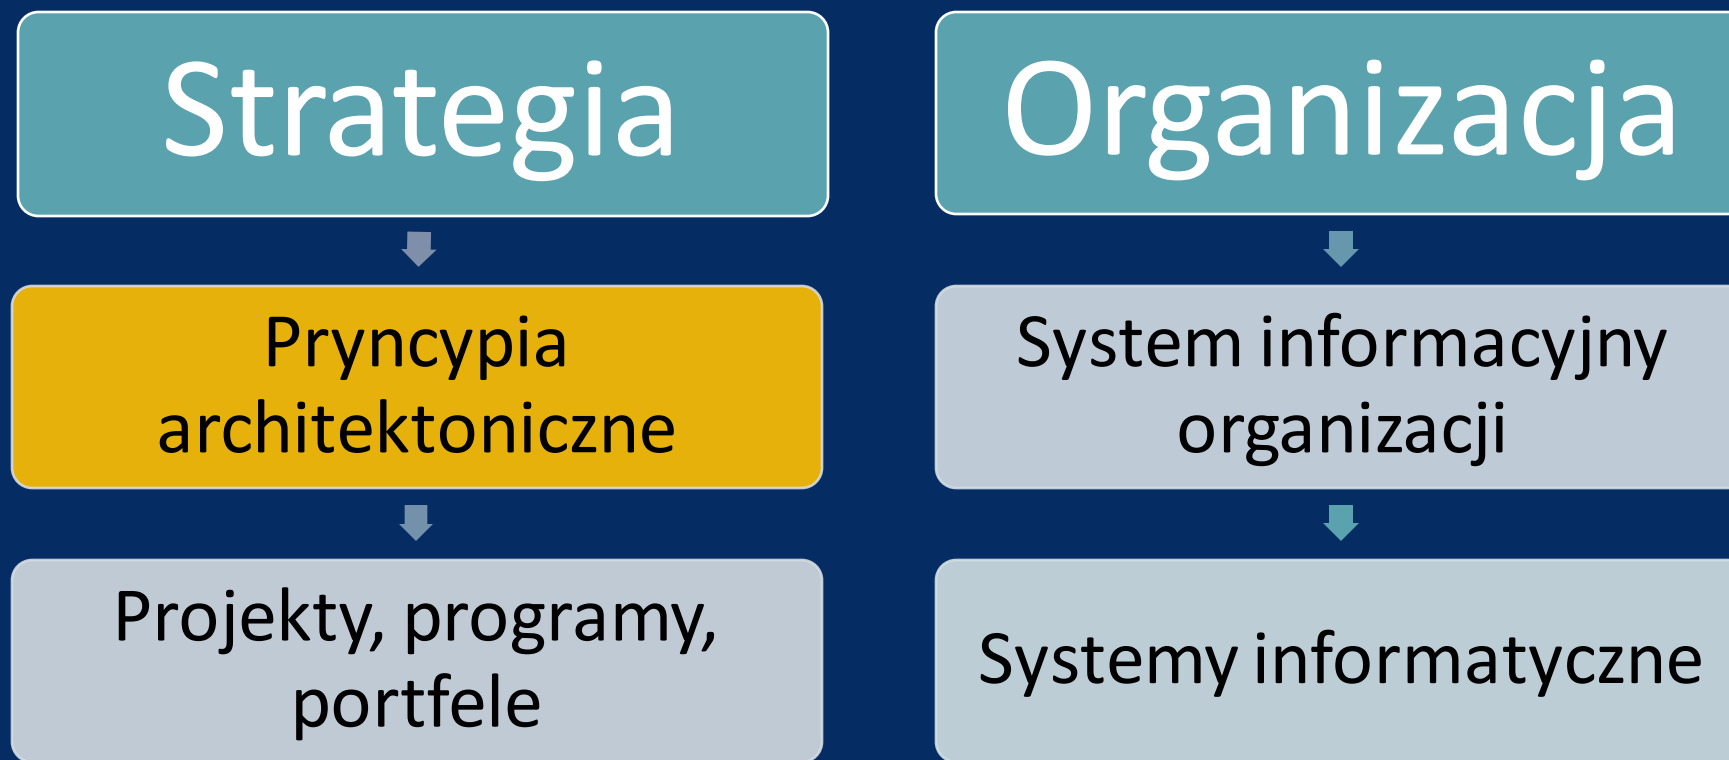 Strategia
Pryncypia
architektoniczne
Projekty, programy,
portfele
Organizacja
System informacyjny
organizacji
Systemy informatyczne